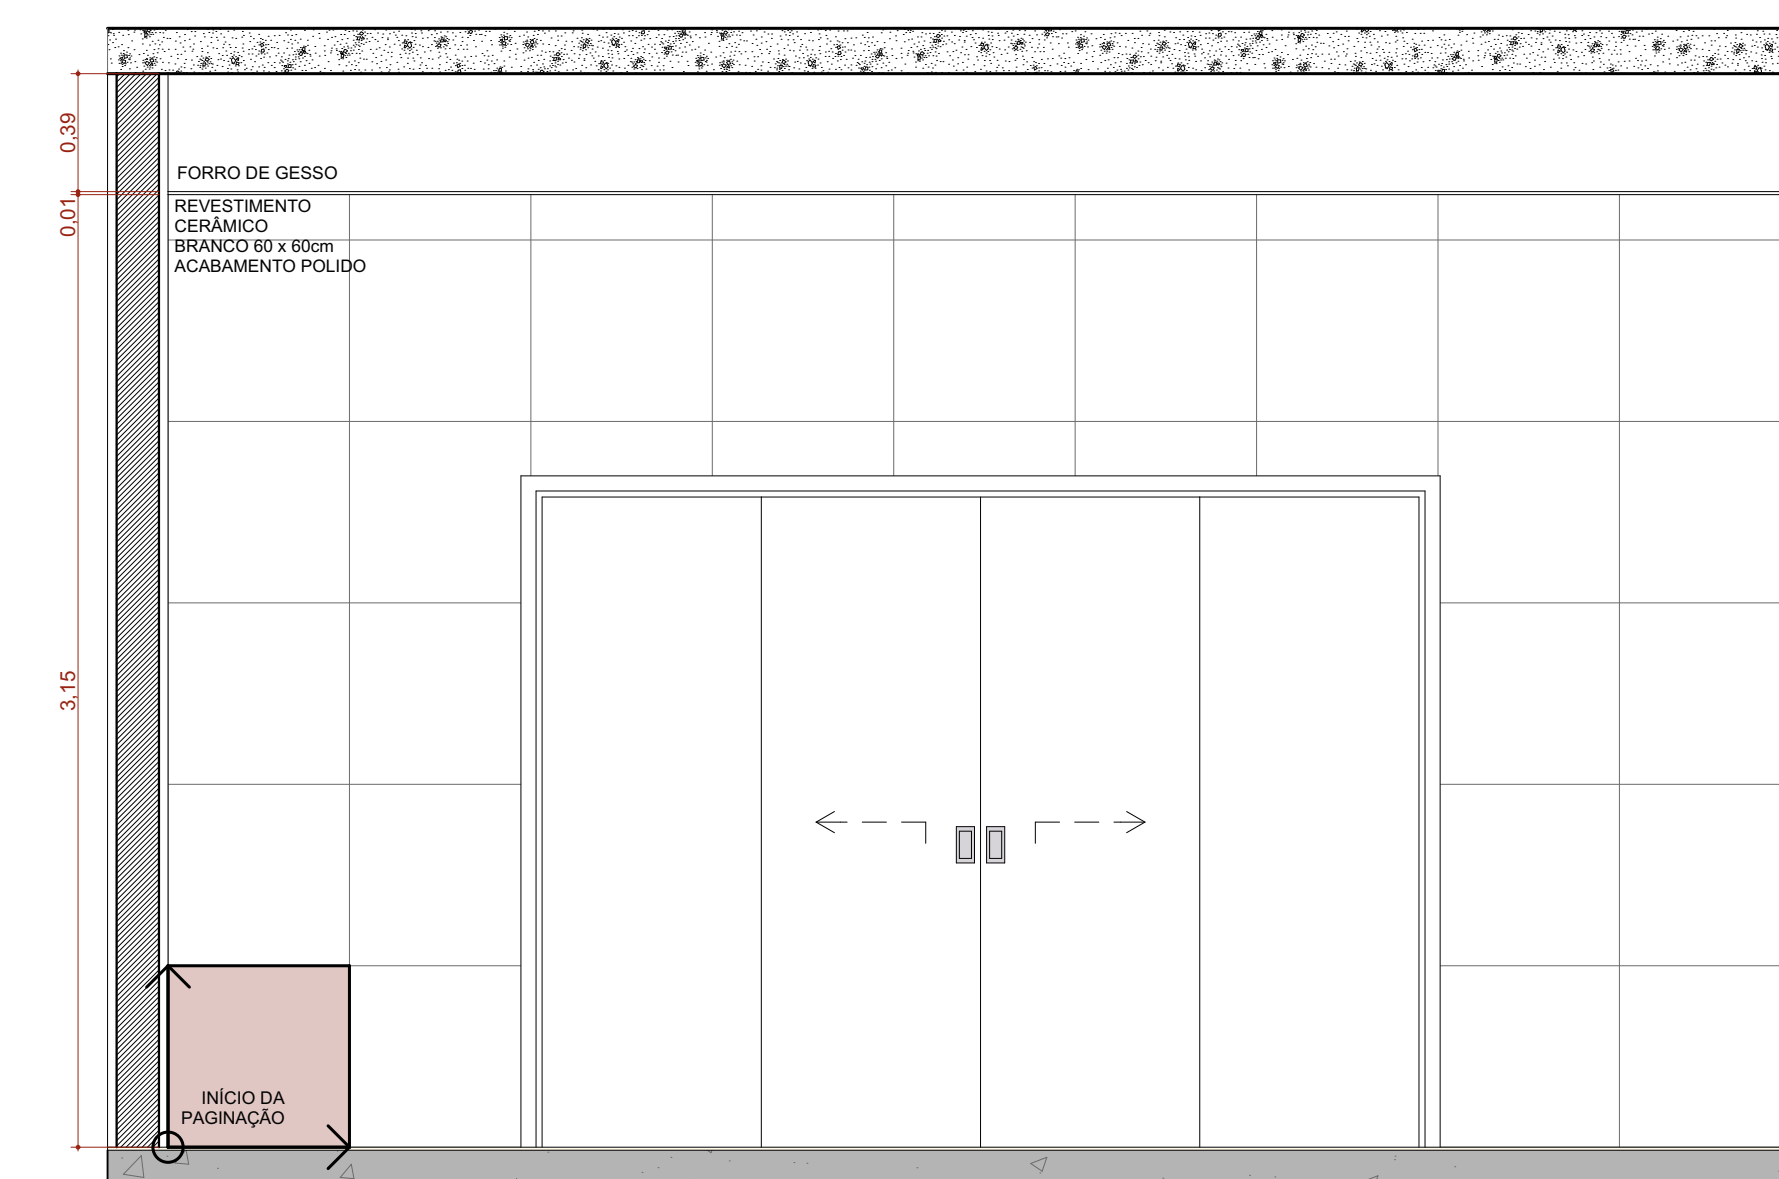 0,39
FORRO DE GESSO
0,01
REVESTIMENTO
CERÂMICO
BRANCO 60 x 60cm
ACABAMENTO POLIDO
3,15
INÍCIO DA
PAGINAÇÃO